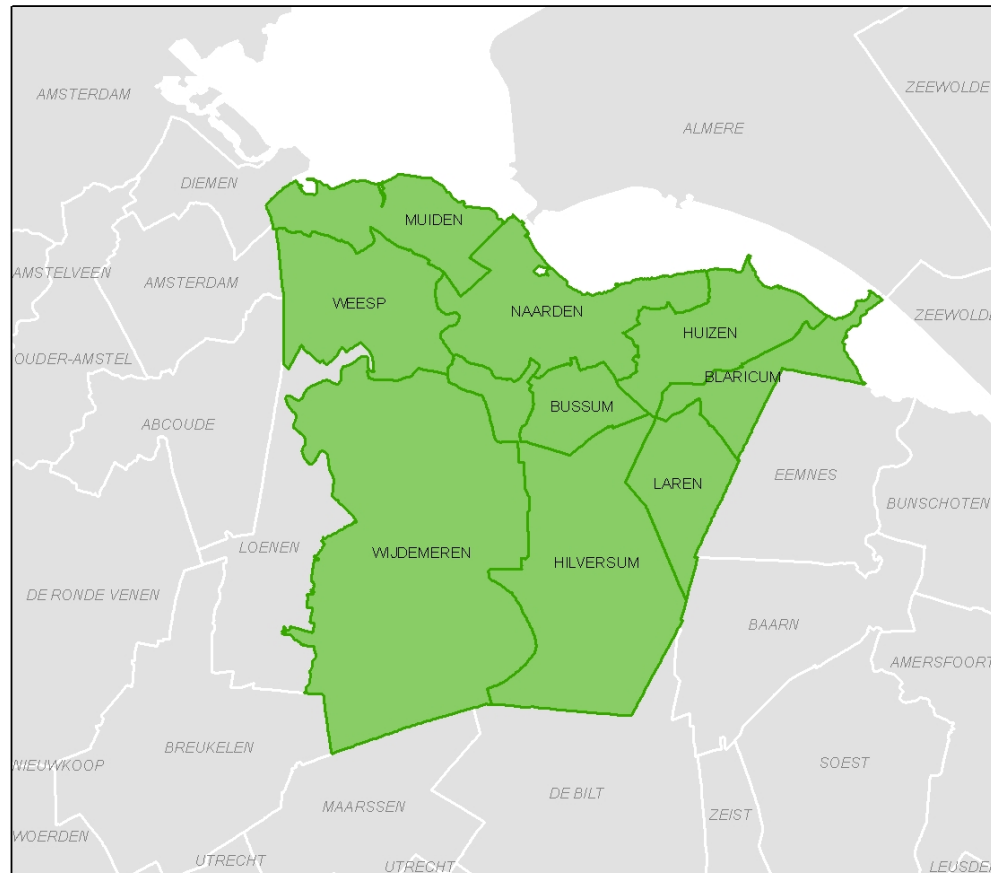 AMSTERDAM
ZEEWOLDE
ALMERE
DIEMEN
MUIDEN
AMSTELVEEN
AMSTERDAM
WEESP
NAARDEN
ZEEWOLDE
HUIZEN
OUDER-AMSTEL
BLARICUM
BUSSUM
ABCOUDE
EEMNES
LAREN
BUNSCHOTEN
LOENEN
WIJDEMEREN
HILVERSUM
DE RONDE VENEN
BAARN
AMERSFOORT
BREUKELEN
NIEUWKOOP
SOEST
DE BILT
MAARSSEN
ZEIST
WOERDEN
UTRECHT
UTRECHT
LEUSDEN